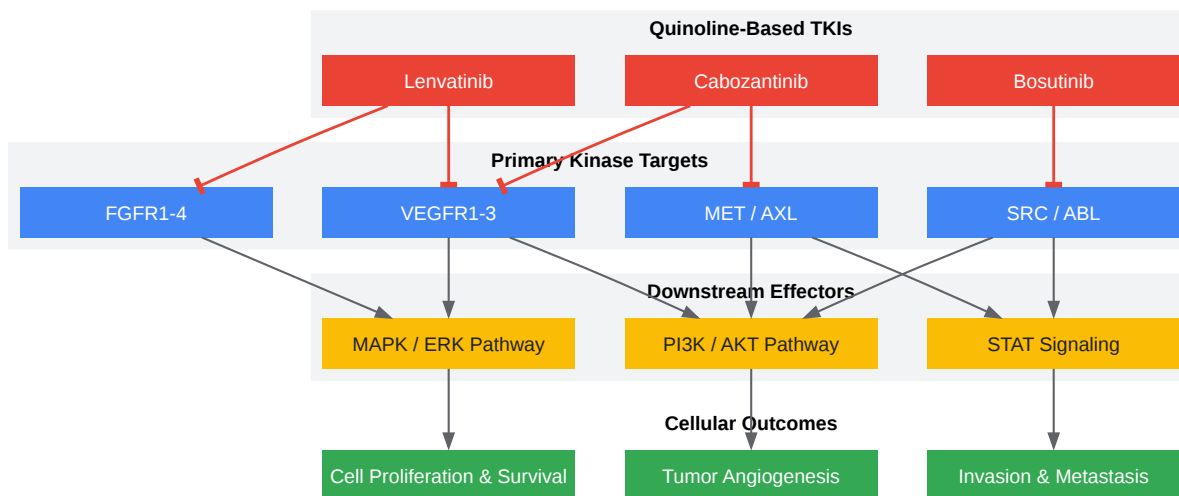 Quinoline-Based TKIs
Lenvatinib
Cabozantinib
Bosutinib
Primary Kinase Targets
FGFR1-4
VEGFR1-3
MET / AXL
SRC / ABL
Downstream Effectors
MAPK / ERK Pathway
PI3K / AKT Pathway
STAT Signaling
Cellular Outcomes
Cell Proliferation & Survival
Tumor Angiogenesis
Invasion & Metastasis